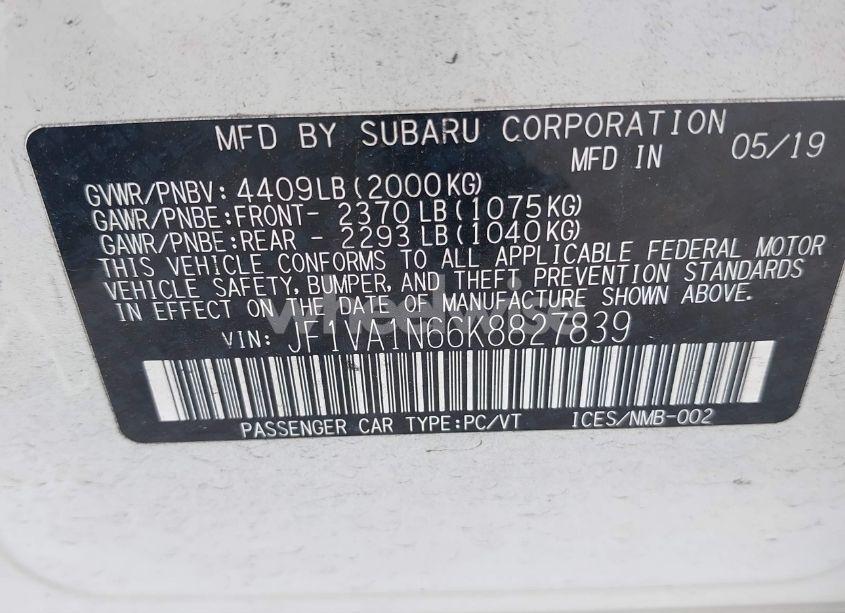 MFD BY SUBARU CORPORATION
MFD IN 05/19
GVWR/PNBV: 4409LB(2000KG)
GAWR/PNBE:FRONT- 2370LB(1075KG)
GAWR/PNBE:REAR - 2293LB(1040KG)
THIS VEHICLE CONFORMS TO ALL APPLICABLE FEDERAL MOTOR
VEHICLE SAFETY, BUMPER, AND THEFT PREVENTION STANDARDS
IN EFFECT ON THE DATE OF MANUFACTURE SHOWN ABOVE.
wheelwise
VIN: JF1VA1N66K8827839
PASSENGER CAR TYPE:PC/VT ICES/NMB-002